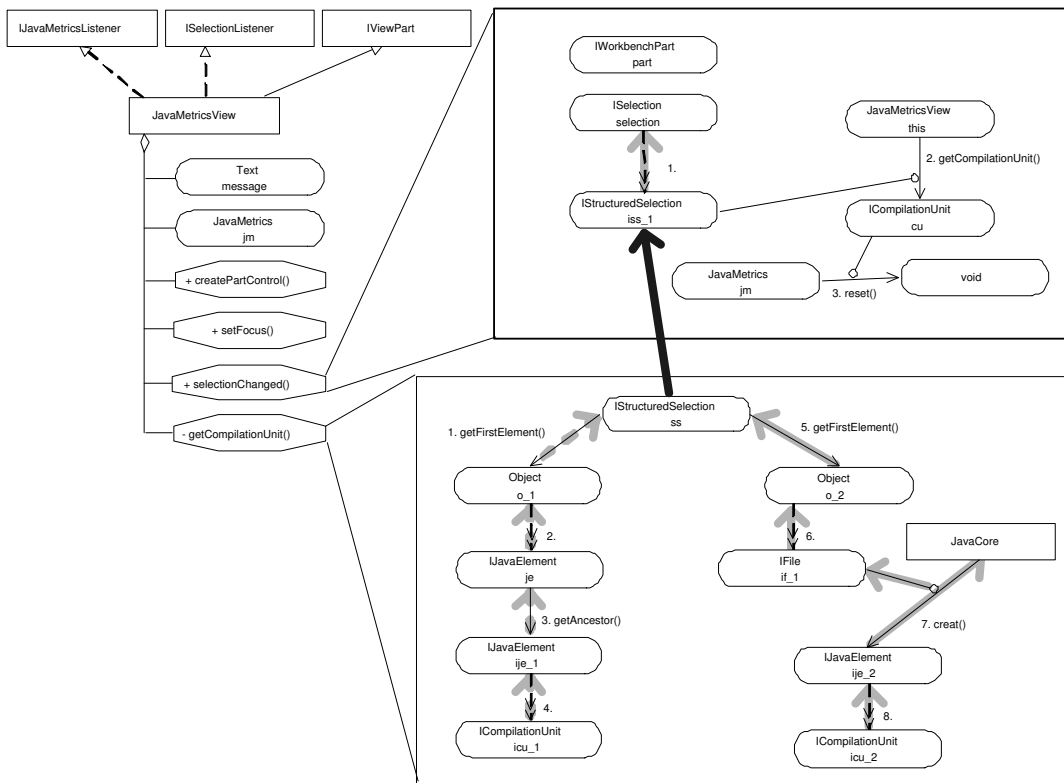 IJavaMetricsListener
ISelectionListener
IViewPart
JavaMetricsView
Text
message
JavaMetrics
jm
+ createPartControl()
+ setFocus()
+ selectionChanged()
- getCompilationUnit()
IWorkbenchPart
part
ISelection
selection
1.
IStructuredSelection
iss_1
JavaMetricsView
this
2. getCompilationUnit()
ICompilationUnit
cu
JavaMetrics
jm
3. reset()
void
IStructuredSelection
ss
1. getFirstElement()
5. getFirstElement()
Object
o_1
2.
IJavaElement
je
3. getAncestor()
IJavaElement
ije_1
4.
ICompilationUnit
icu_1
Object
o_2
6.
IFile
if_1
JavaCore
7. creat()
IJavaElement
ije_2
8.
ICompilationUnit
icu_2